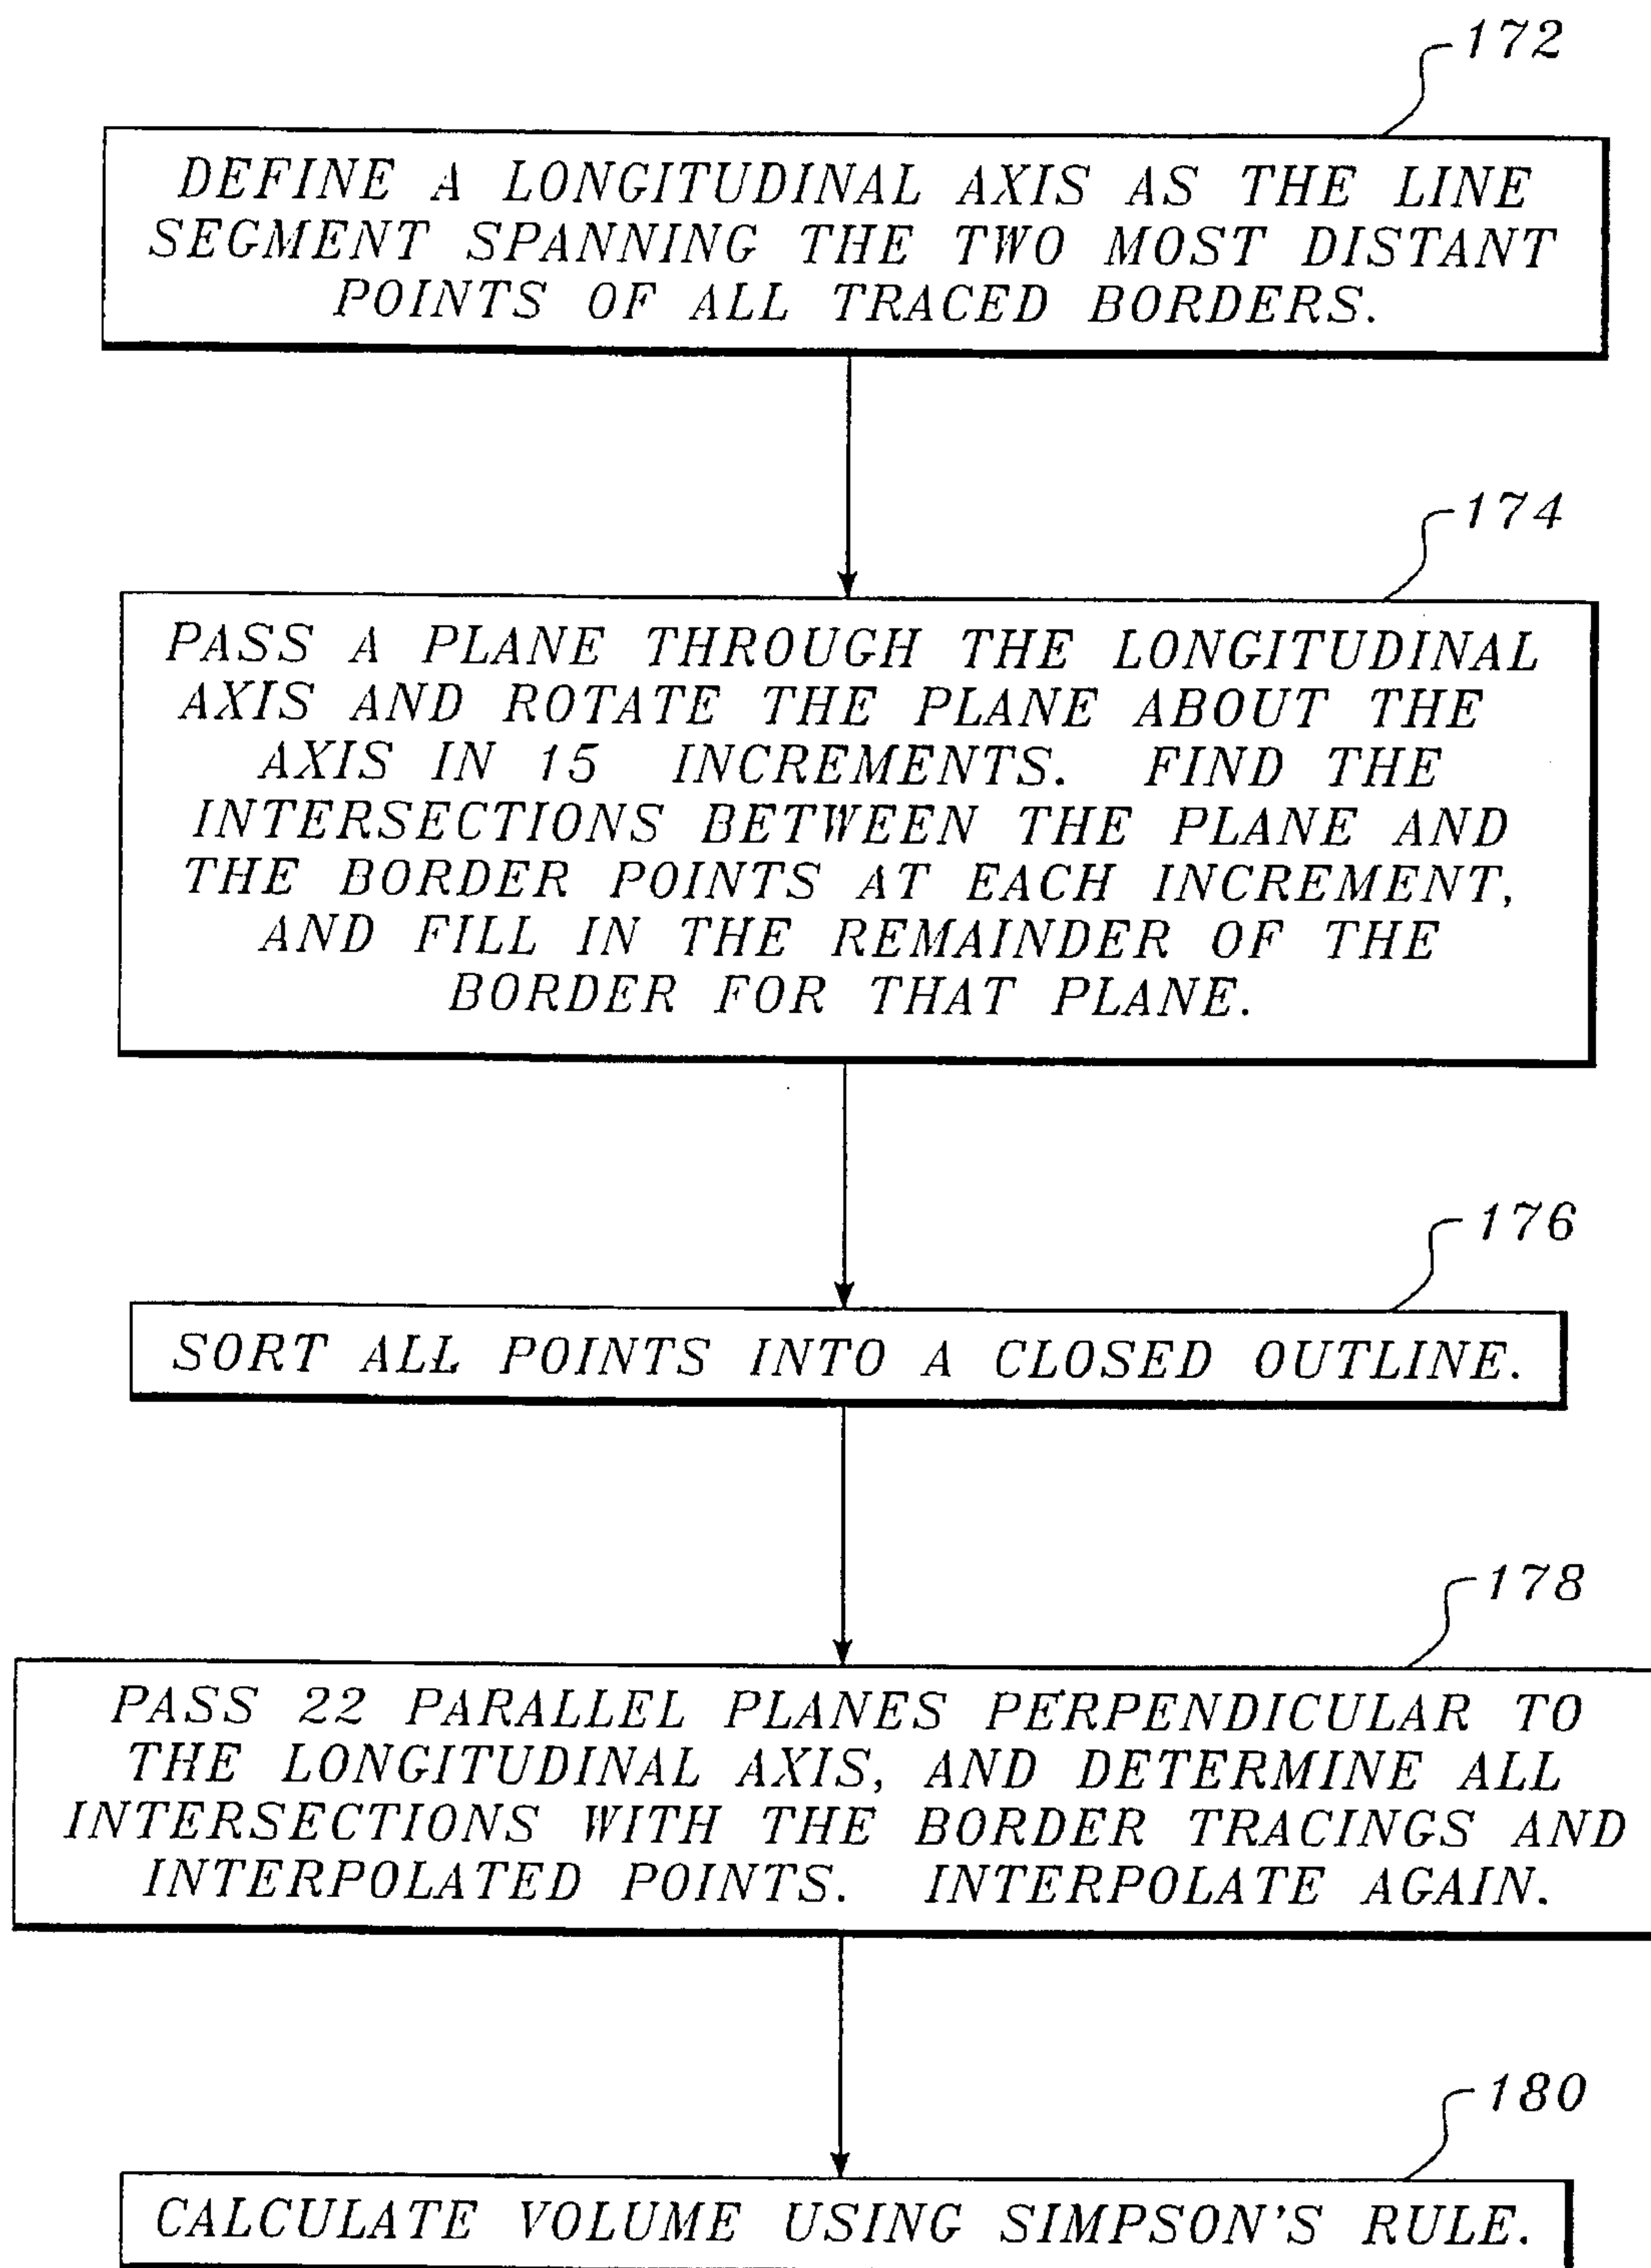 172
DEFINE A LONGITUDINAL AXIS AS THE LINE
SEGMENT SPANNING THE TWO MOST DISTANT
POINTS OF ALL TRACED BORDERS.
174
PASS A PLANE THROUGH THE LONGITUDINAL
AXIS AND ROTATE THE PLANE ABOUT THE
AXIS IN 15 INCREMENTS. FIND THE
INTERSECTIONS BETWEEN THE PLANE AND
THE BORDER POINTS AT EACH INCREMENT,
AND FILL IN THE REMAINDER OF THE
BORDER FOR THAT PLANE.
176
SORT ALL POINTS INTO A CLOSED OUTLINE.
178
PASS 22 PARALLEL PLANES PERPENDICULAR TO
THE LONGITUDINAL AXIS, AND DETERMINE ALL
INTERSECTIONS WITH THE BORDER TRACINGS AND
INTERPOLATED POINTS. INTERPOLATE AGAIN.
180
CALCULATE VOLUME USING SIMPSON'S RULE.